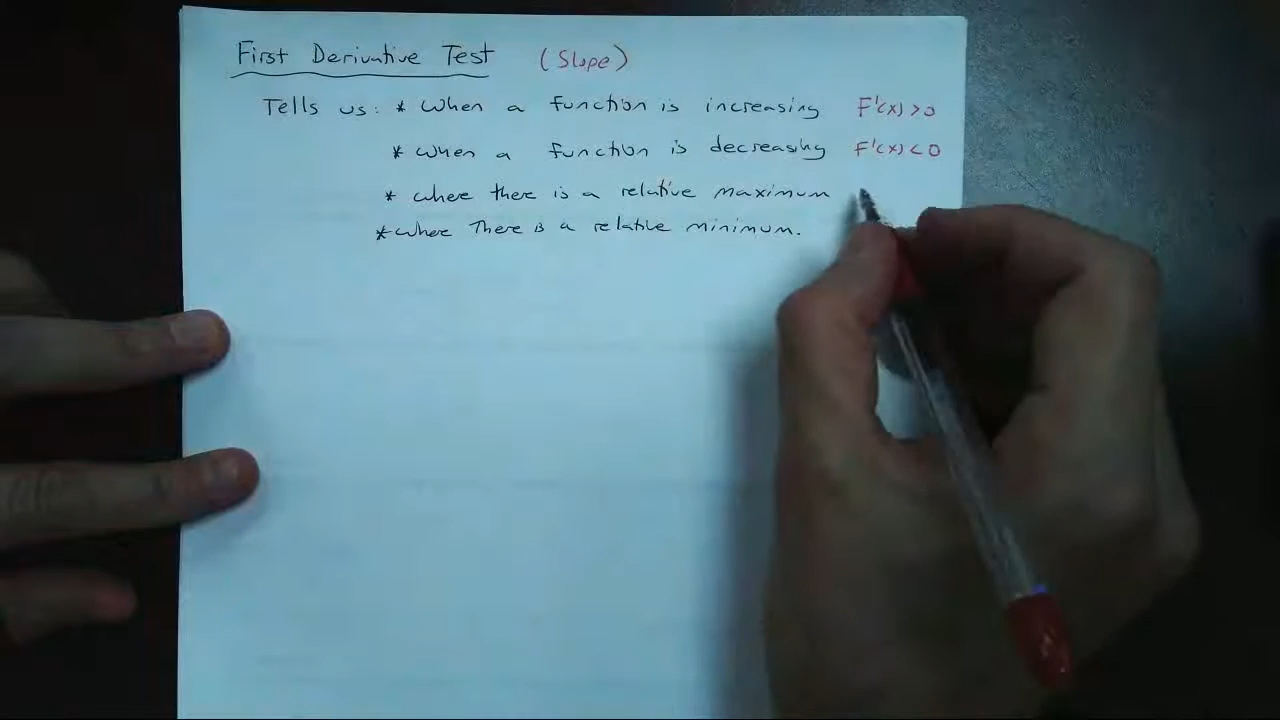 First Derivative Test (Slope)
Tells us: * When a function is increasing F'(x) > 0
* when a function is decreasing F'(x) < 0
* where there is a relative maximum
* where There is a relative minimum.